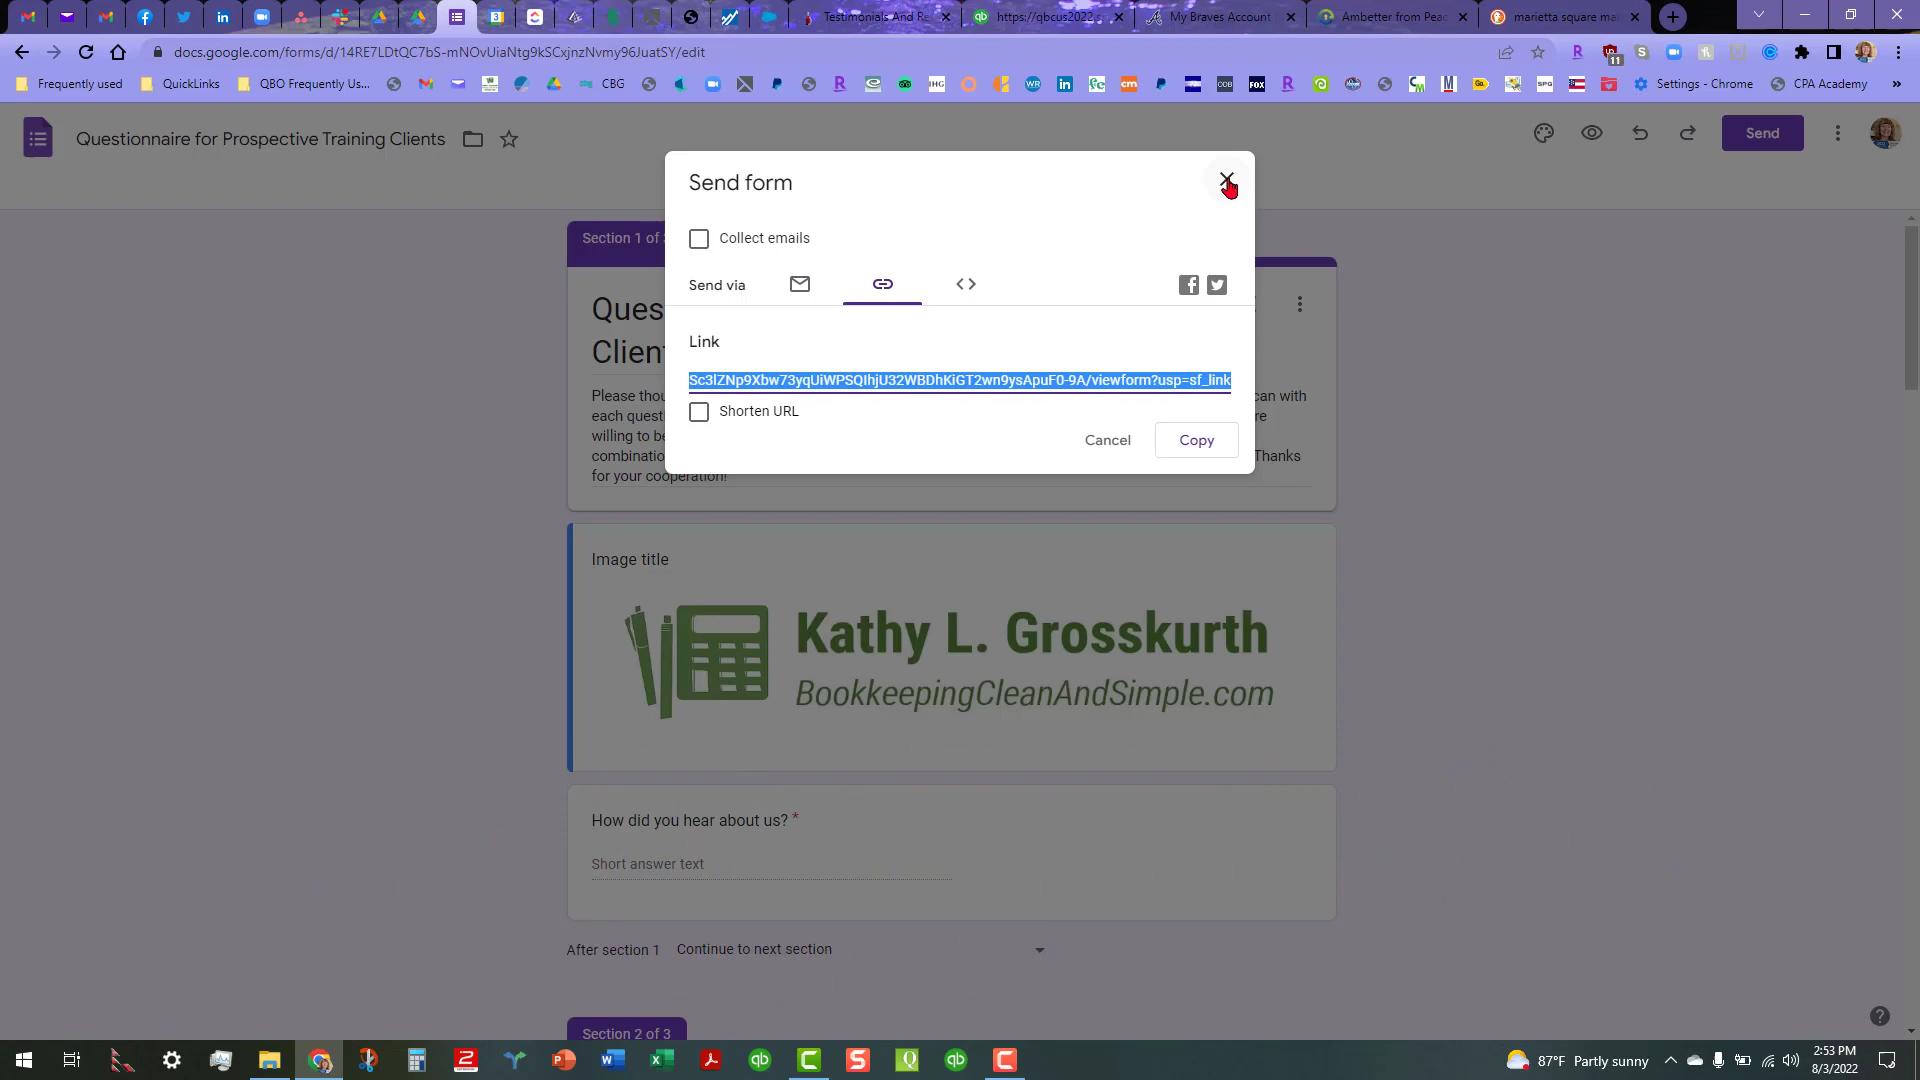 Testimonials And Re
https://qbcus2022.s
My Braves Account
Ambetter from Peac
marietta square ma
docs.google.com/forms/d/14RE7LDtQC7bS-mNOvUiaNtg9kSCxjnzNvmy96JuatSY/edit
11
Frequently used
QuickLinks
QBO Frequently Us...
CBG
Settings - Chrome
CPA Academy
Questionnaire for Prospective Training Clients
Send
Send form
Collect emails
Send via
Link
Sc3lZNp9Xbw73yqUiWPSQIhjU32WBDhKiGT2wn9ysApuF0-9A/viewform?usp=sf_link
Shorten URL
Cancel
Copy
Section 1 of
Ques
Client
Please thou
can with
each questi
re
willing to be
combinatio
Thanks
for your cooperation!
Image title
Kathy L. Grosskurth
BookkeepingCleanAndSimple.com
How did you hear about us? *
Short answer text
After section 1 Continue to next section
Section 2 of 3
87°F Partly sunny
2:53 PM
8/3/2022